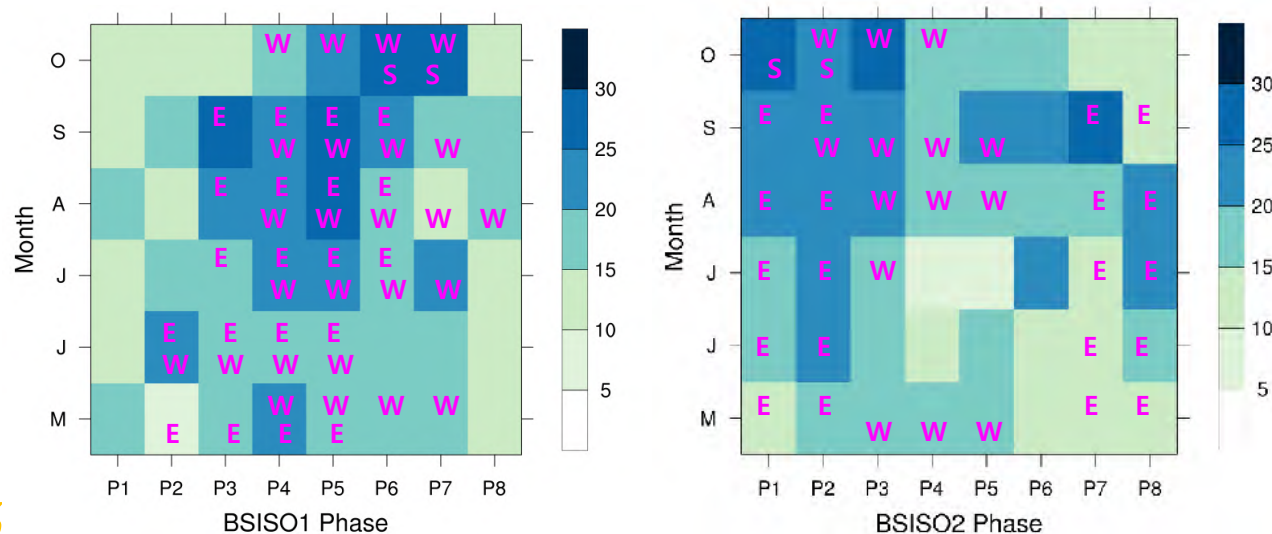 Month
W W W W
O
S S
E E E E
S
W W W W
E E E E
A
W W W W W
E E E E
J
W W W W
E E E E
J
W W W W
W W W W
M
E E E E
P1 P2 P3 P4 P5 P6 P7 P8
BSISO1 Phase
30
25
20
15
10
5
Month
W W W
O
S S
E E E E
S
W W W W
A
E E W W W E E
J
E E W E E
J
E E E E
E E E E
M
W W W
P1 P2 P3 P4 P5 P6 P7 P8
BSISO2 Phase
30
25
20
15
10
5